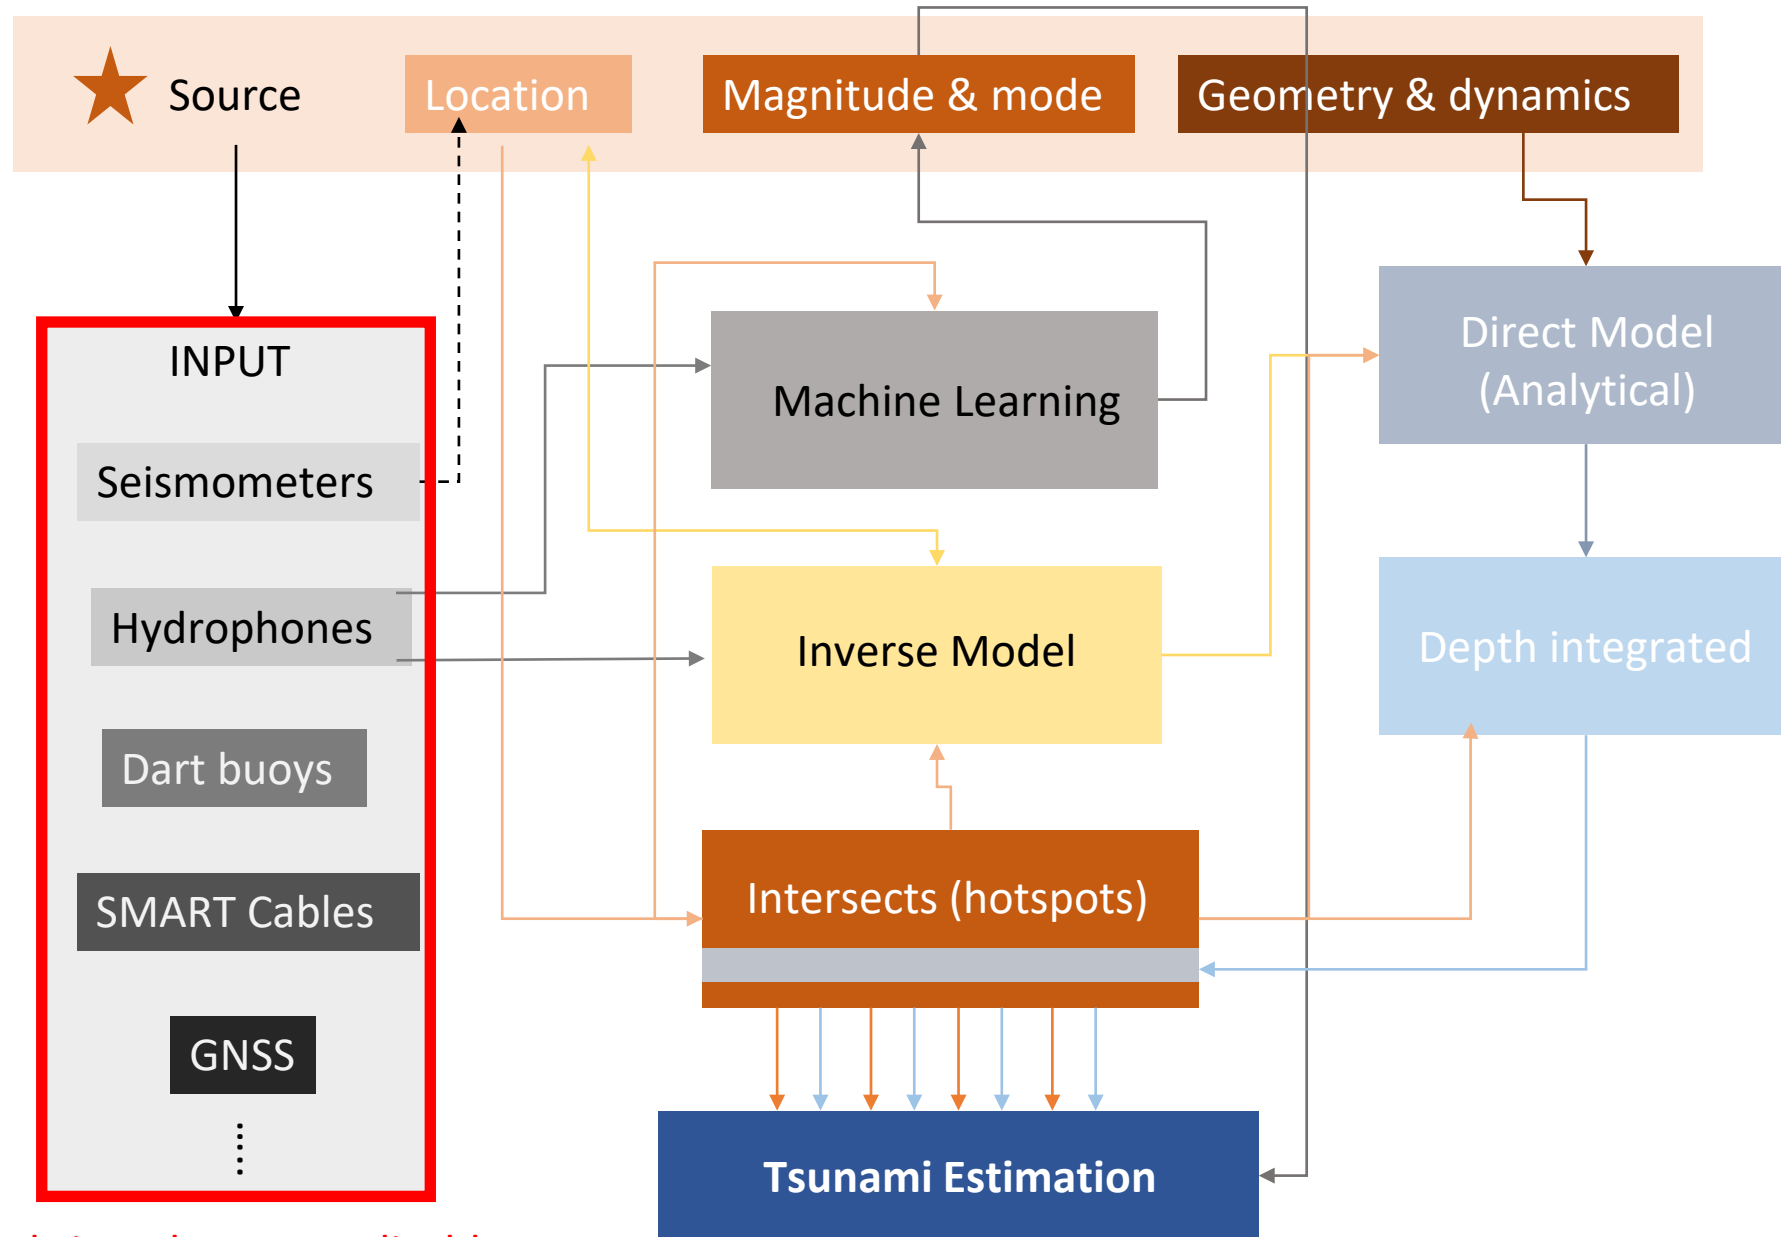 Source
Location
Magnitude & mode
Geometry & dynamics
INPUT
Seismometers
Hydrophones
Dart buoys
SMART Cables
GNSS
Machine Learning
Inverse Model
Intersects (hotspots)
Tsunami Estimation
Direct Model
(Analytical)
Depth integrated